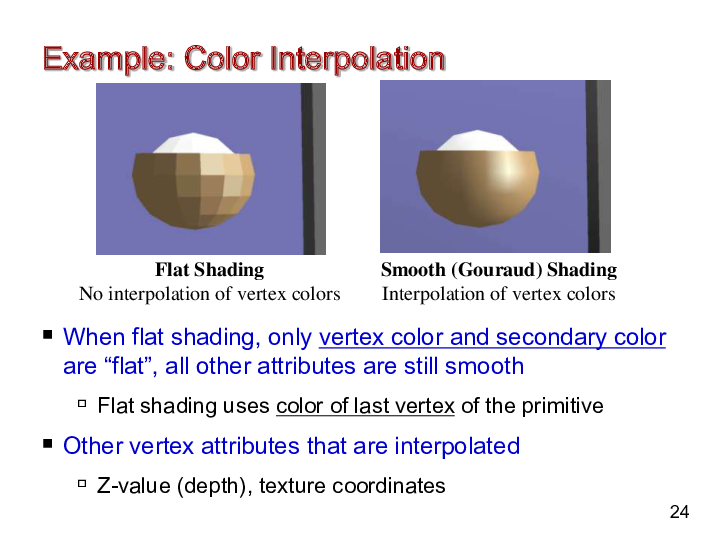 Example: Color Interpolation
Flat Shading
No interpolation of vertex colors
Smooth (Gouraud) Shading
Interpolation of vertex colors
When flat shading, only vertex color and secondary color
are “flat”, all other attributes are still smooth
Flat shading uses color of last vertex of the primitive
Other vertex attributes that are interpolated
Z-value (depth), texture coordinates
24